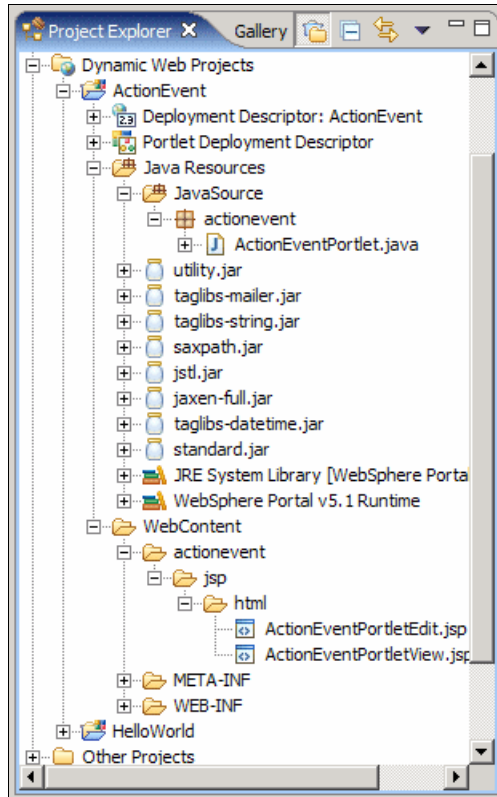 Project Explorer Gallery
Dynamic Web Projects
ActionEvent
2.3 Deployment Descriptor: ActionEvent
Portlet Deployment Descriptor
Java Resources
JavaSource
actionevent
J ActionEventPortlet.java
utility.jar
taglibs-mailer.jar
taglibs-string.jar
saxpath.jar
jstl.jar
jaxen-full.jar
taglibs-datetime.jar
standard.jar
JRE System Library [WebSphere Porta
WebSphere Portal v5.1 Runtime
WebContent
actionevent
jsp
html
ActionEventPortletEdit.jsp
ActionEventPortletView.jsp
META-INF
WEB-INF
HelloWorld
Other Projects